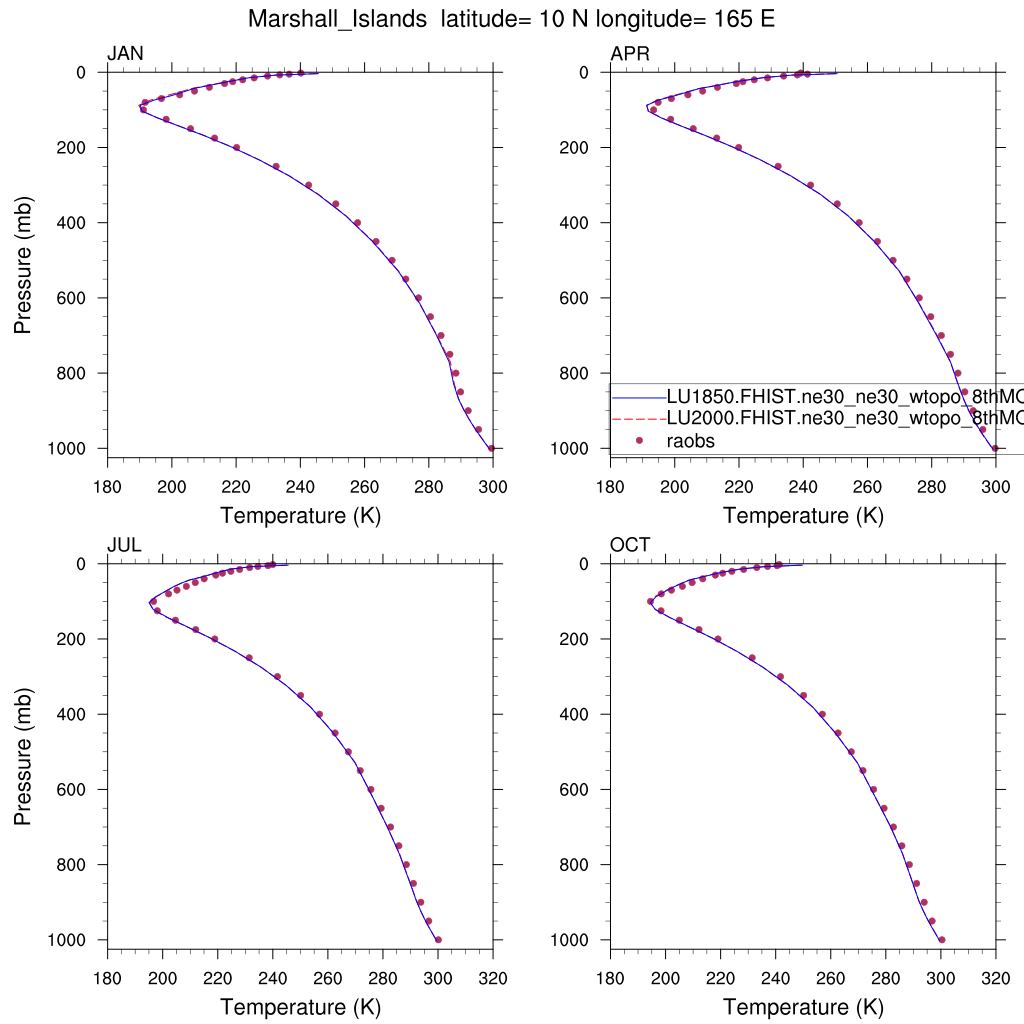 Marshall_Islands latitude= 10 N longitude= 165 E
JAN
0
200
400
600
800
1000
Pressure (mb)
180 200 220 240 260 280 300
Temperature (K)
APR
0
200
400
600
800
1000
LU1850.FHIST.ne30_ne30_wtopo_8thMO
LU2000.FHIST.ne30_ne30_wtopo_8thMO
raobs
180 200 220 240 260 280 300
Temperature (K)
JUL
0
200
400
600
800
1000
Pressure (mb)
180 200 220 240 260 280 300 320
Temperature (K)
OCT
0
200
400
600
800
1000
180 200 220 240 260 280 300 320
Temperature (K)